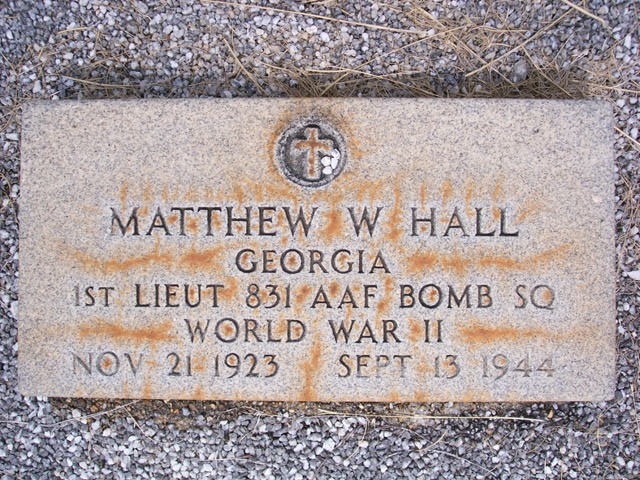 MATTHEW W HALL
GEORGIA
1ST LIEUT 831 AAF BOMB SQ
WORLD WAR II
NOV 21 1923 SEPT 13 1944